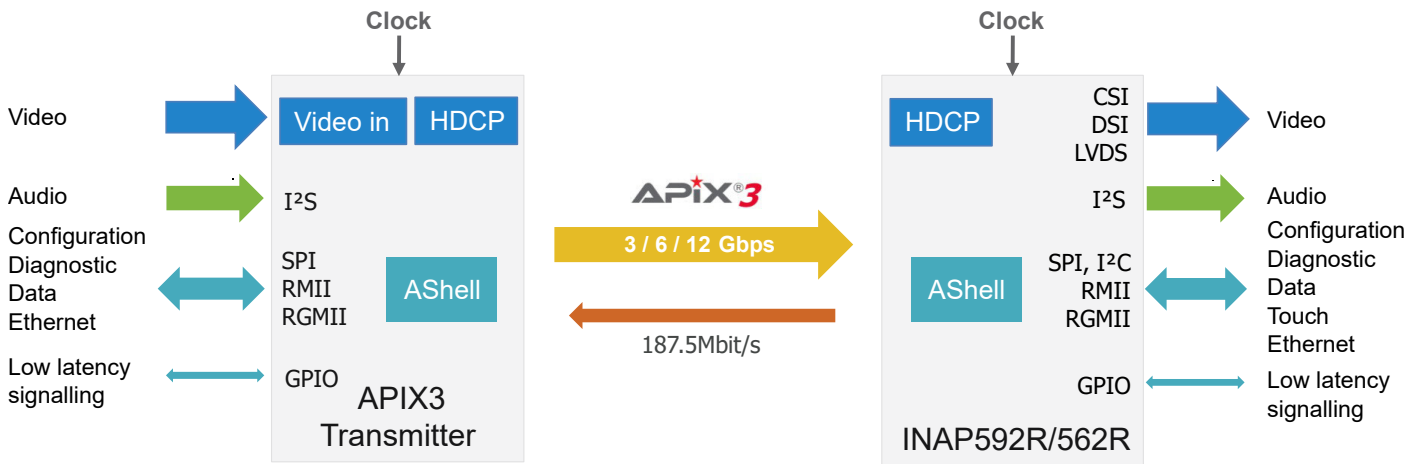 Clock
Clock
Video
Video in
HDCP
HDCP
CSI
DSI
LVDS
Video
Audio
I²S
APIX®3
I²S
Audio
Configuration
Diagnostic
Data
Ethernet
SPI
RMII
RGMII
AShell
3 / 6 / 12 Gbps
187.5Mbit/s
AShell
SPI, I²C
RMII
RGMII
Configuration
Diagnostic
Data
Touch
Ethernet
Low latency
signalling
GPIO
APIX3
Transmitter
GPIO
INAP592R/562R
Low latency
signalling